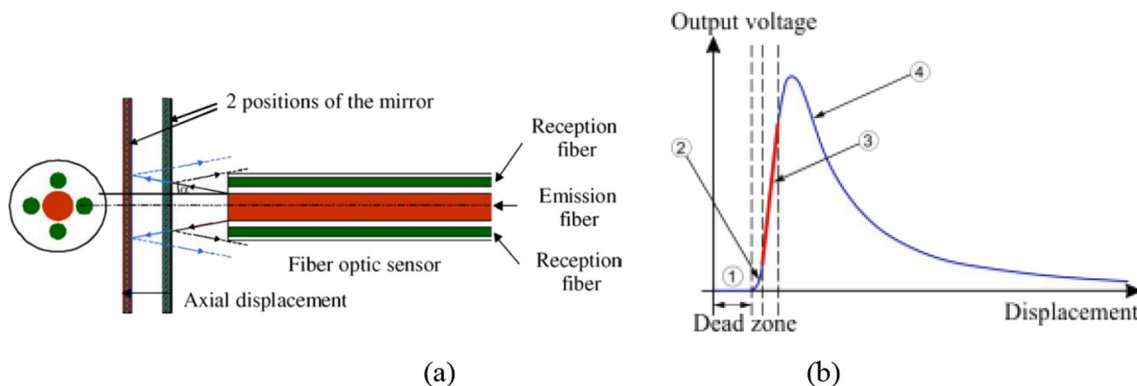 2 positions of the mirror
Reception
fiber
Emission
fiber
Reception
fiber
Fiber optic sensor
Axial displacement
(a)
Output voltage
④
②
③
①
Dead zone
Displacement
(b)